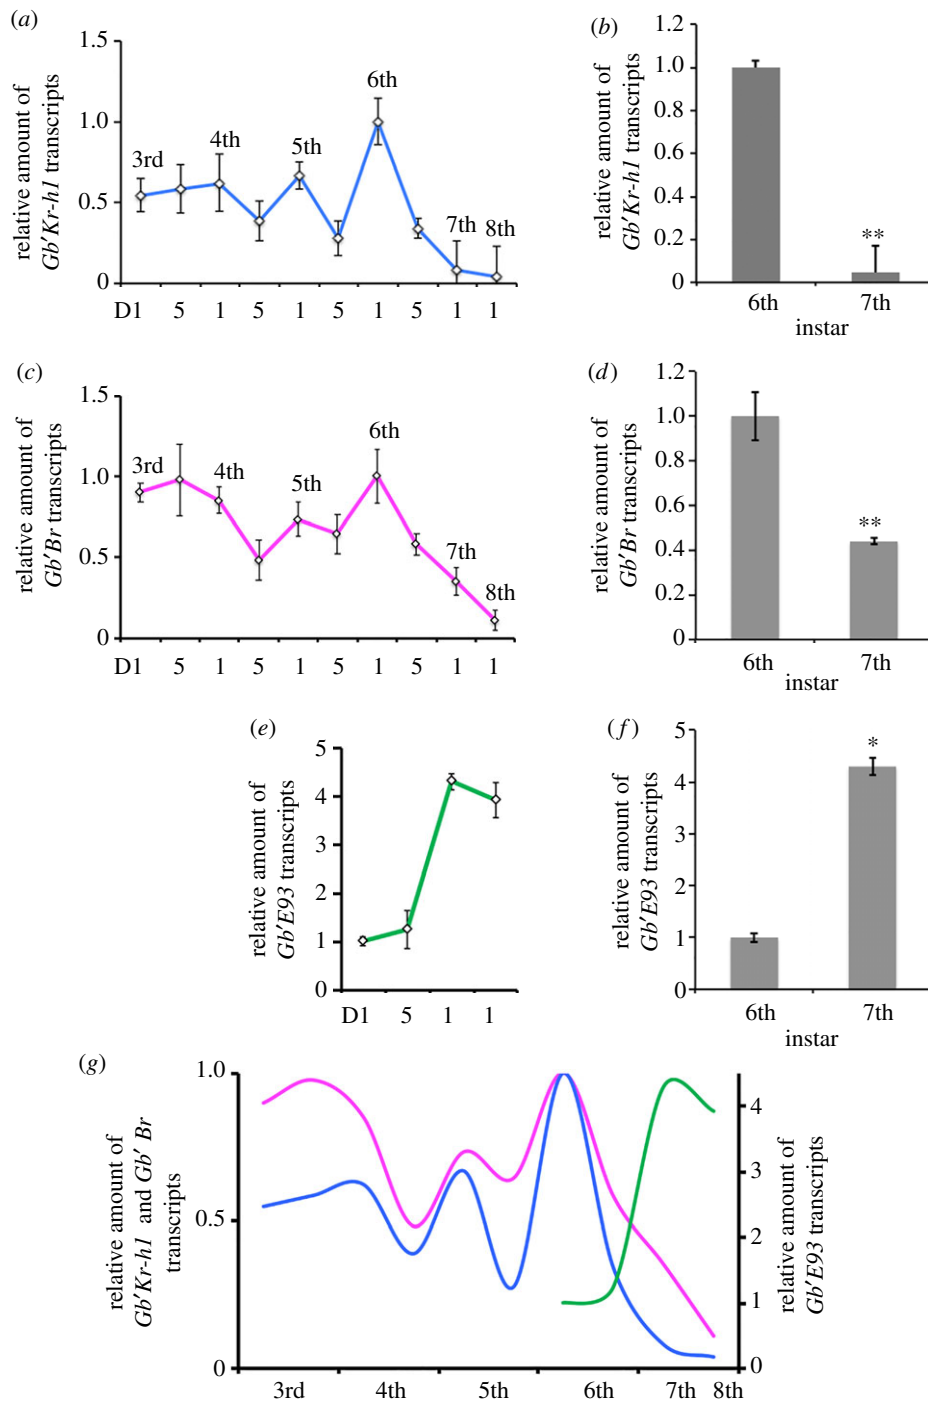 (a)
relative amount of
Gb′Kr-h1 transcripts
1.5
1.0
0.5
0
3rd
4th
5th
6th
7th
8th
D1 5 1 5 1 5 1 5 1 1
(b)
relative amount of
Gb′Kr-h1 transcripts
1.2
1.0
0.8
0.6
0.4
0.2
0
**
6th 7th
instar
(c)
relative amount of
Gb′Br transcripts
1.5
1.0
0.5
0
3rd
4th
5th
6th
7th
8th
D1 5 1 5 1 5 1 5 1 1
(d)
relative amount of
Gb′Br transcripts
1.2
1.0
0.8
0.6
0.4
0.2
0
**
6th 7th
instar
(e)
relative amount of
Gb′E93 transcripts
5
4
3
2
1
0
D1 5 1 1
(f)
relative amount of
Gb′E93 transcripts
5
4
3
2
1
0
*
6th 7th
instar
(g)
relative amount of
Gb′Kr-h1 and Gb′ Br
transcripts
1.0
0.5
0
4
3
2
1
0
relative amount of
Gb′E93 transcripts
3rd 4th 5th 6th 7th 8th